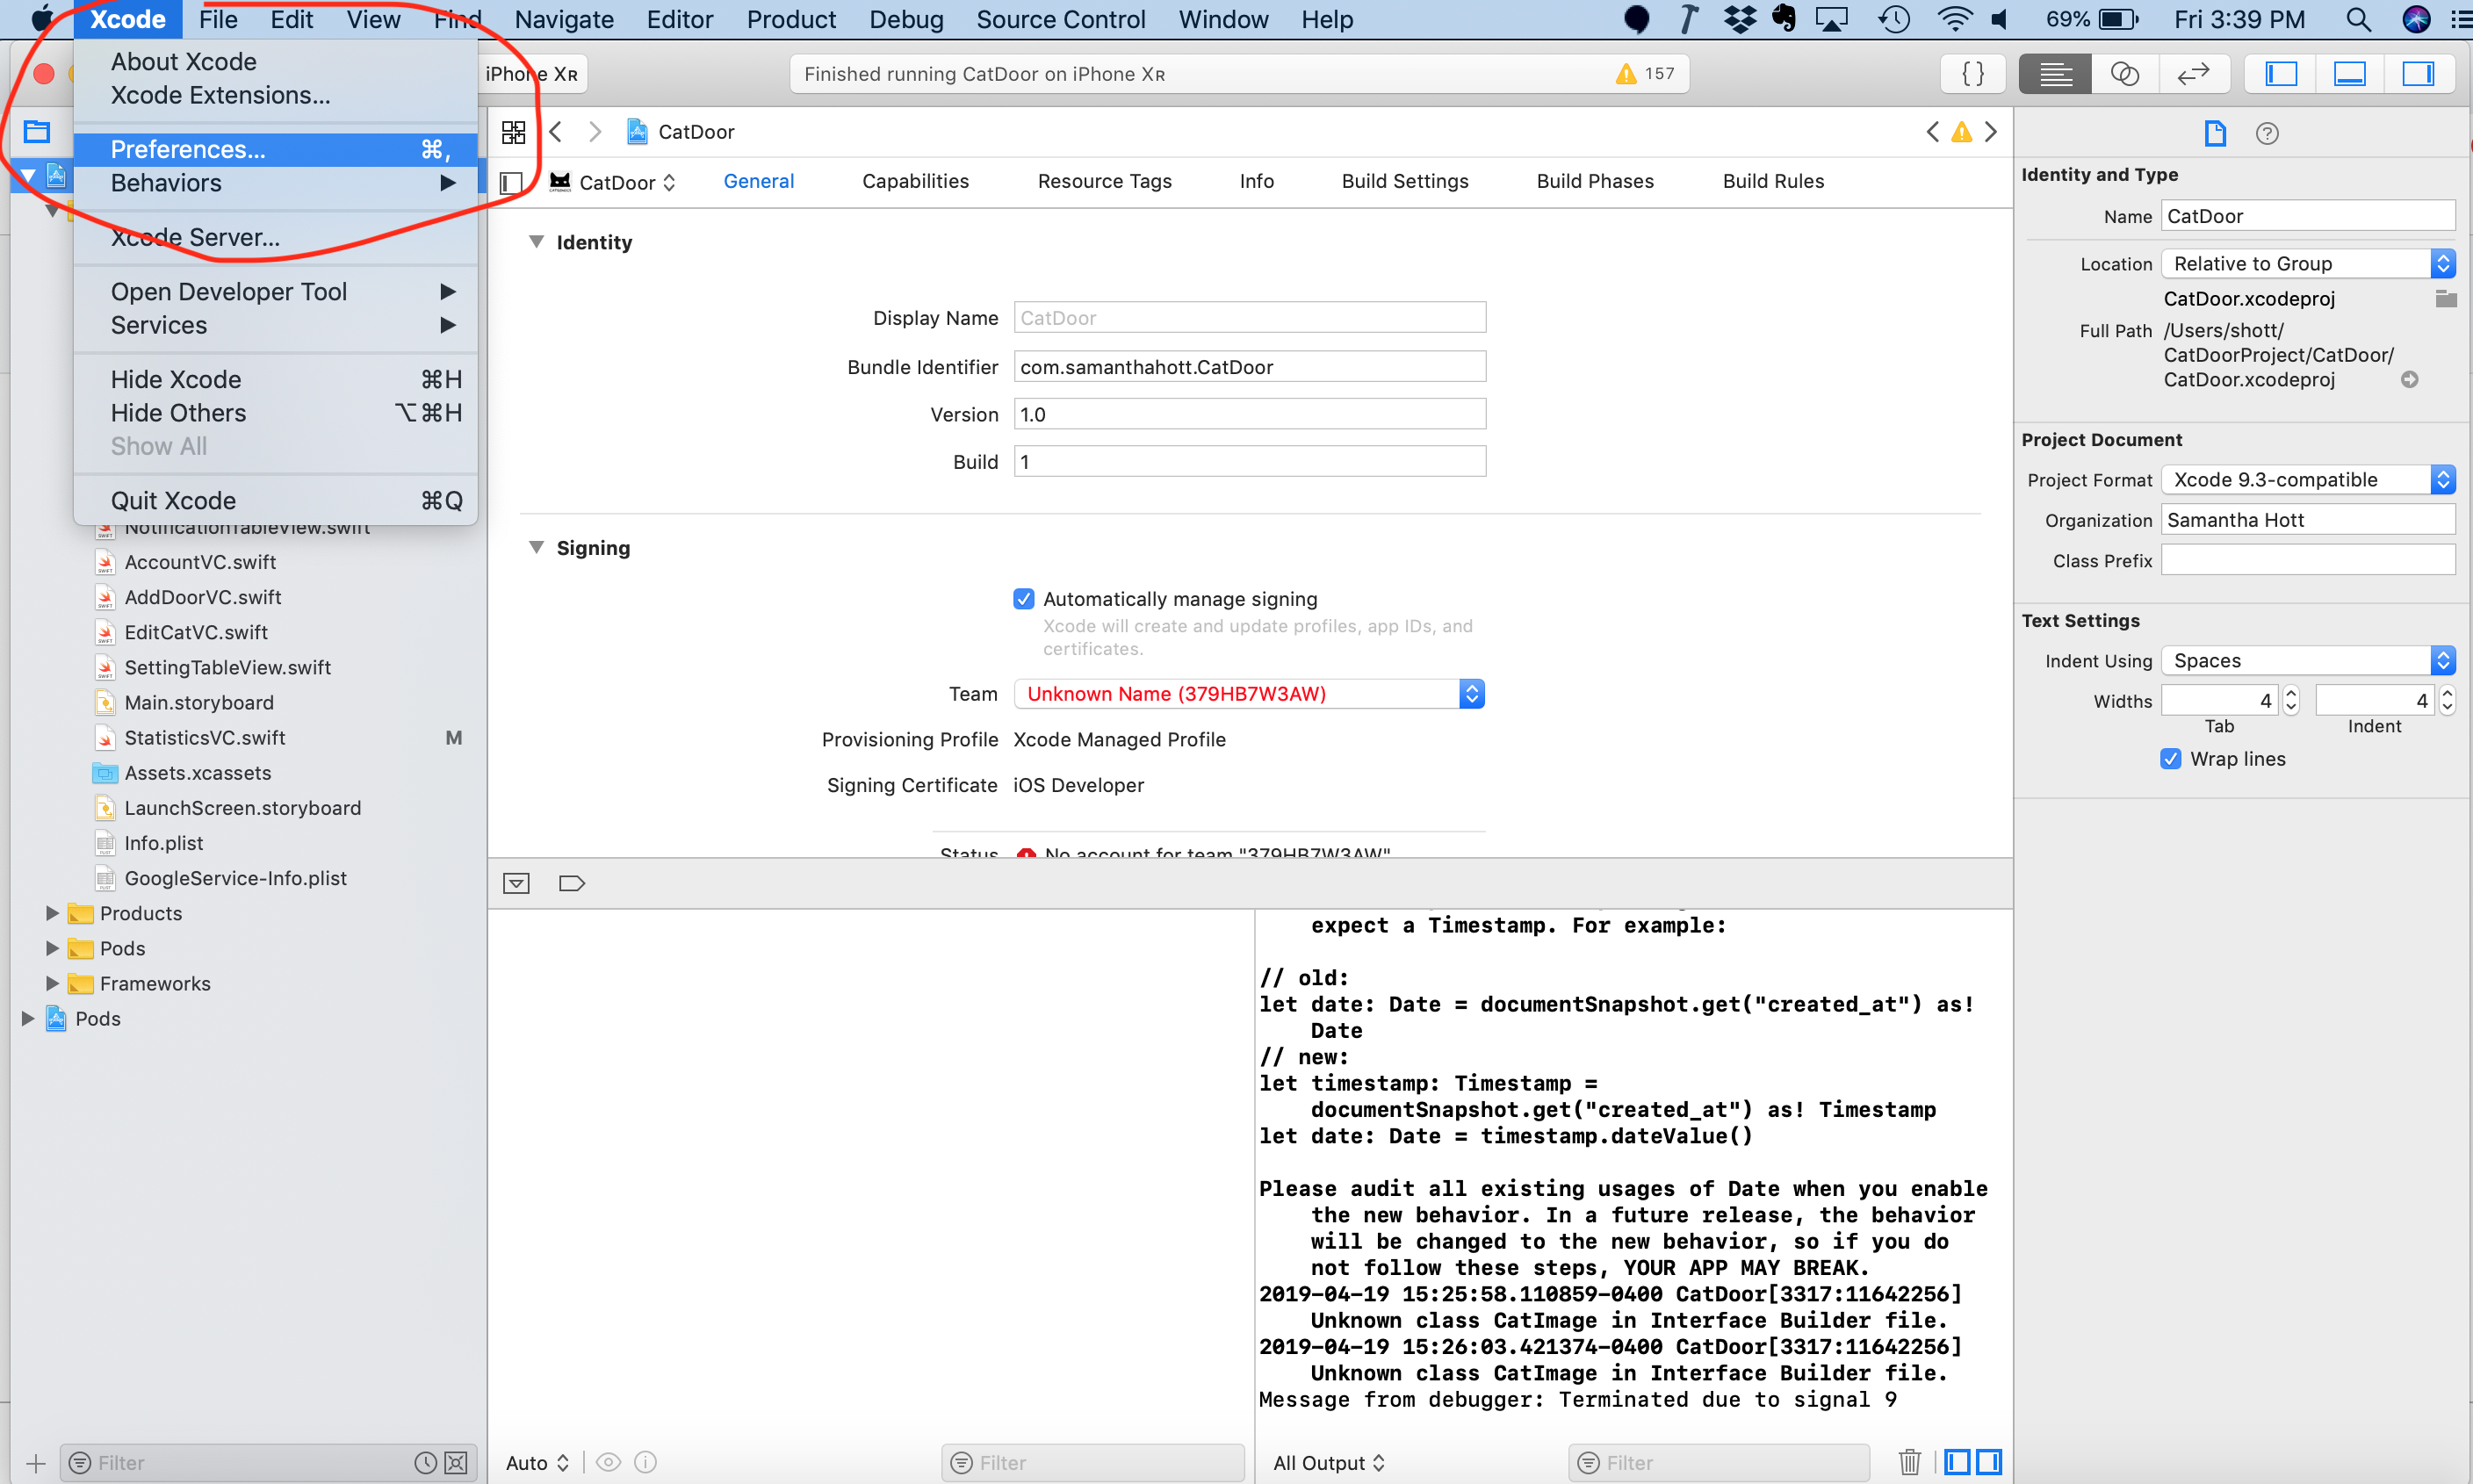 Xcode File Edit View Find Navigate Editor Product Debug Source Control Window Help 69% Fri 3:39 PM
About Xcode
Xcode Extensions...
Preferences... ⌘,
Behaviors
Xcode Server...
Open Developer Tool
Services
Hide Xcode ⌘H
Hide Others ⌥⌘H
Show All
Quit Xcode ⌘Q
iPhone XR
Finished running CatDoor on iPhone XR 157
{ }
CatDoor
CatDoor General Capabilities Resource Tags Info Build Settings Build Phases Build Rules
NotificationTableView.swift
AccountVC.swift
AddDoorVC.swift
EditCatVC.swift
SettingTableView.swift
Main.storyboard
StatisticsVC.swift M
Assets.xcassets
LaunchScreen.storyboard
Info.plist
GoogleService-Info.plist
Products
Pods
Frameworks
Pods
Filter
Identity
Display Name CatDoor
Bundle Identifier com.samanthahott.CatDoor
Version 1.0
Build 1
Signing
Automatically manage signing
Xcode will create and update profiles, app IDs, and
certificates.
Team Unknown Name (379HB7W3AW)
Provisioning Profile Xcode Managed Profile
Signing Certificate iOS Developer
Status No account for team "379HB7W3AW"
expect a Timestamp. For example:
// old:
let date: Date = documentSnapshot.get("created_at") as!
Date
// new:
let timestamp: Timestamp =
documentSnapshot.get("created_at") as! Timestamp
let date: Date = timestamp.dateValue()
Please audit all existing usages of Date when you enable
the new behavior. In a future release, the behavior
will be changed to the new behavior, so if you do
not follow these steps, YOUR APP MAY BREAK.
2019-04-19 15:25:58.110859-0400 CatDoor[3317:11642256]
Unknown class CatImage in Interface Builder file.
2019-04-19 15:26:03.421374-0400 CatDoor[3317:11642256]
Unknown class CatImage in Interface Builder file.
Message from debugger: Terminated due to signal 9
Auto Filter All Output Filter
Identity and Type
Name CatDoor
Location Relative to Group
CatDoor.xcodeproj
Full Path /Users/shott/
CatDoorProject/CatDoor/
CatDoor.xcodeproj
Project Document
Project Format Xcode 9.3-compatible
Organization Samantha Hott
Class Prefix
Text Settings
Indent Using Spaces
Widths 4 4
Tab Indent
Wrap lines